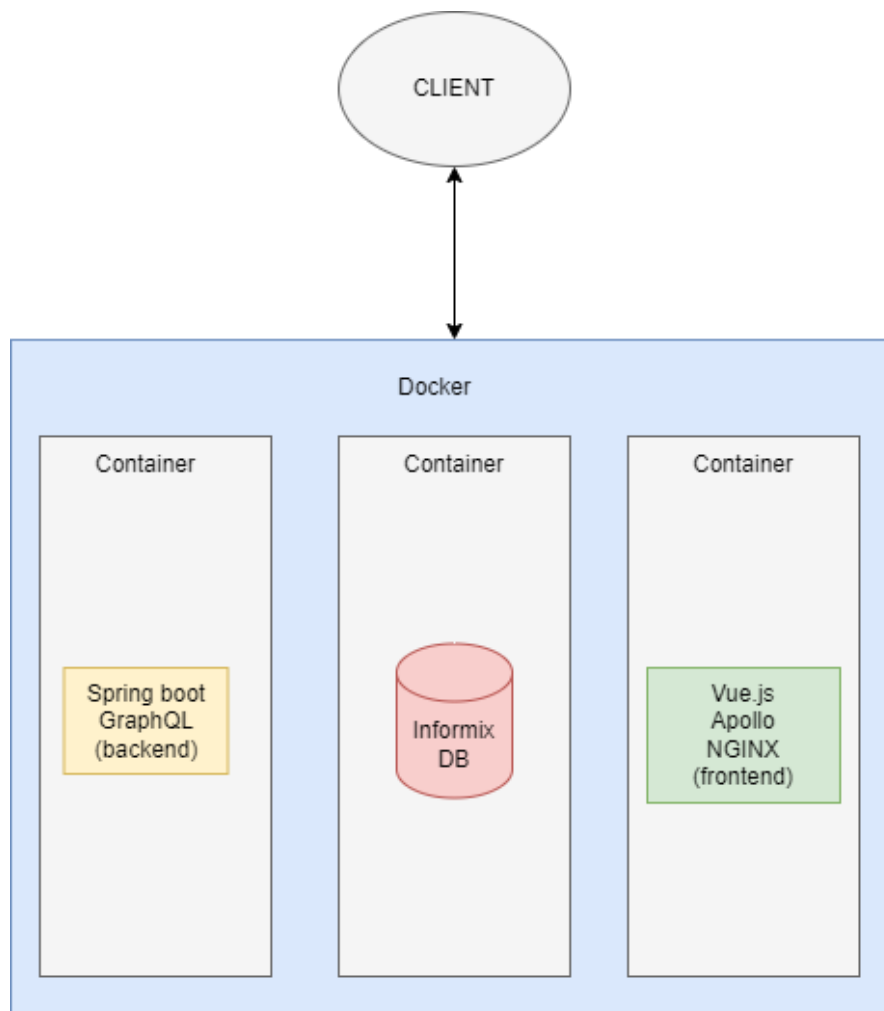 CLIENT
Docker
Container
Spring boot
GraphQL
(backend)
Container
Informix
DB
Container
Vue.js
Apollo
NGINX
(frontend)